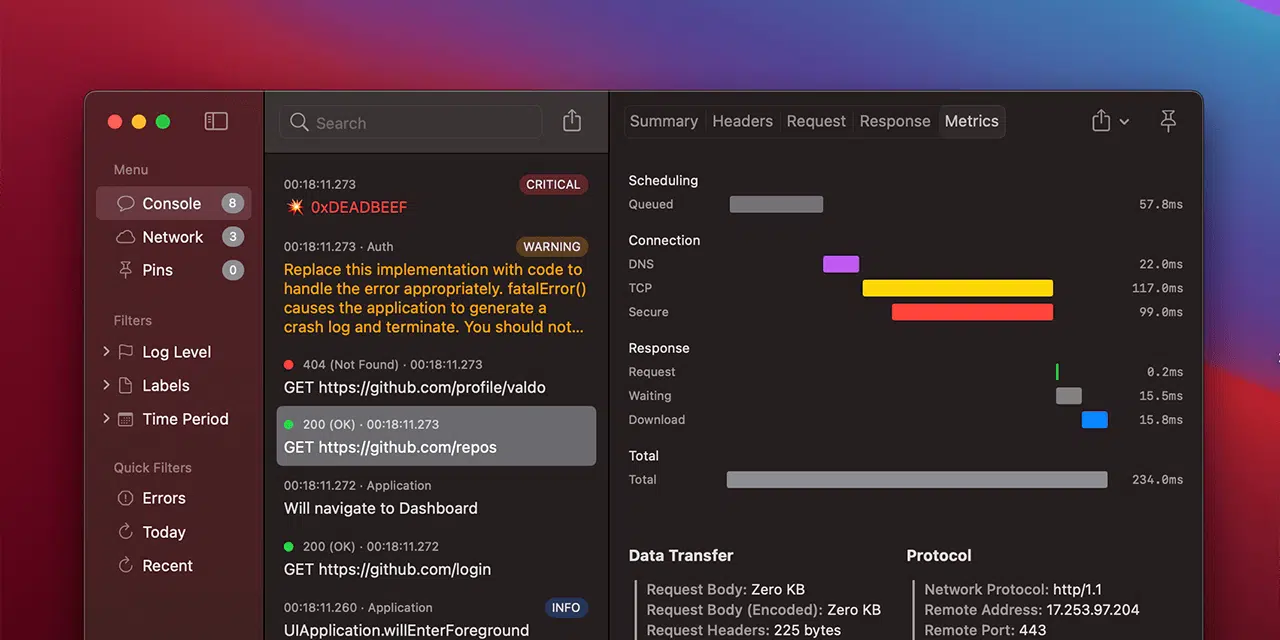 Menu
Console 8
Network 3
Pins 0
Filters
Log Level
Labels
Time Period
Quick Filters
Errors
Today
Recent
Search
00:18:11.273 CRITICAL
💥 0xDEADBEEF
00:18:11.273 · Auth WARNING
Replace this implementation with code to
handle the error appropriately. fatalError()
causes the application to generate a
crash log and terminate. You should not...
404 (Not Found) · 00:18:11.273
GET https://github.com/profile/valdo
200 (OK) · 00:18:11.273
GET https://github.com/repos
00:18:11.272 · Application
Will navigate to Dashboard
200 (OK) · 00:18:11.272
GET https://github.com/login
00:18:11.260 · Application INFO
UIApplication.willEnterForeground
Summary Headers Request Response Metrics
Scheduling
Queued 57.8ms
Connection
DNS 22.0ms
TCP 117.0ms
Secure 99.0ms
Response
Request 0.2ms
Waiting 15.5ms
Download 15.8ms
Total
Total 234.0ms
Data Transfer
Request Body: Zero KB
Request Body (Encoded): Zero KB
Request Headers: 225 bytes
Protocol
Network Protocol: http/1.1
Remote Address: 17.253.97.204
Remote Port: 443